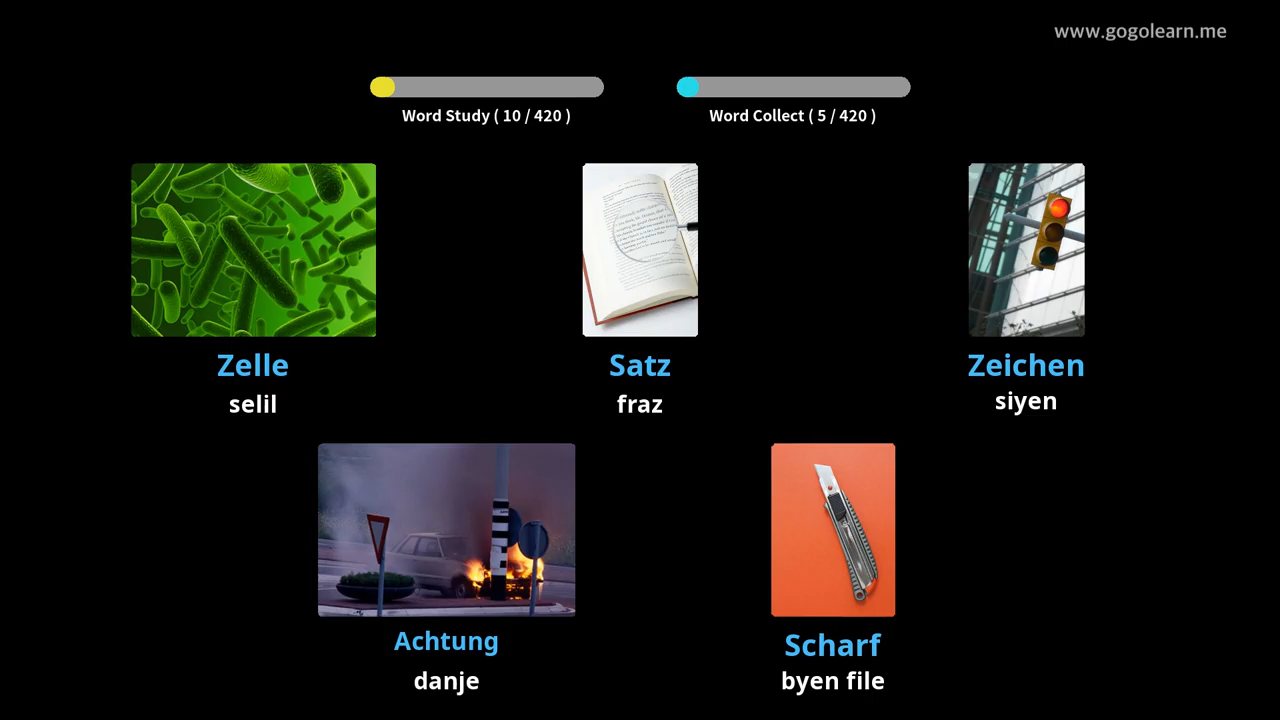 www.gogolearn.me
Word Study ( 10 / 420 )
Word Collect ( 5 / 420 )
Zelle
selil
Satz
fraz
Zeichen
siyen
Achtung
danje
Scharf
byen file